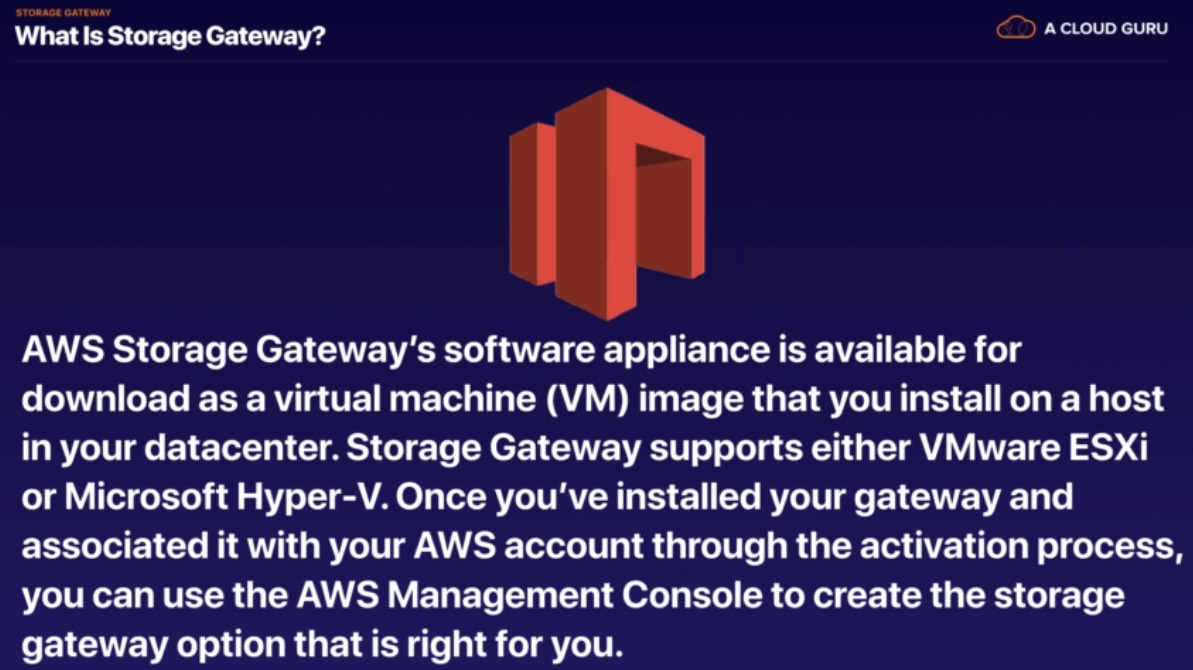 STORAGE GATEWAY
What Is Storage Gateway?
A CLOUD GURU
AWS Storage Gateway’s software appliance is available for
download as a virtual machine (VM) image that you install on a host
in your datacenter. Storage Gateway supports either VMware ESXi
or Microsoft Hyper-V. Once you’ve installed your gateway and
associated it with your AWS account through the activation process,
you can use the AWS Management Console to create the storage
gateway option that is right for you.